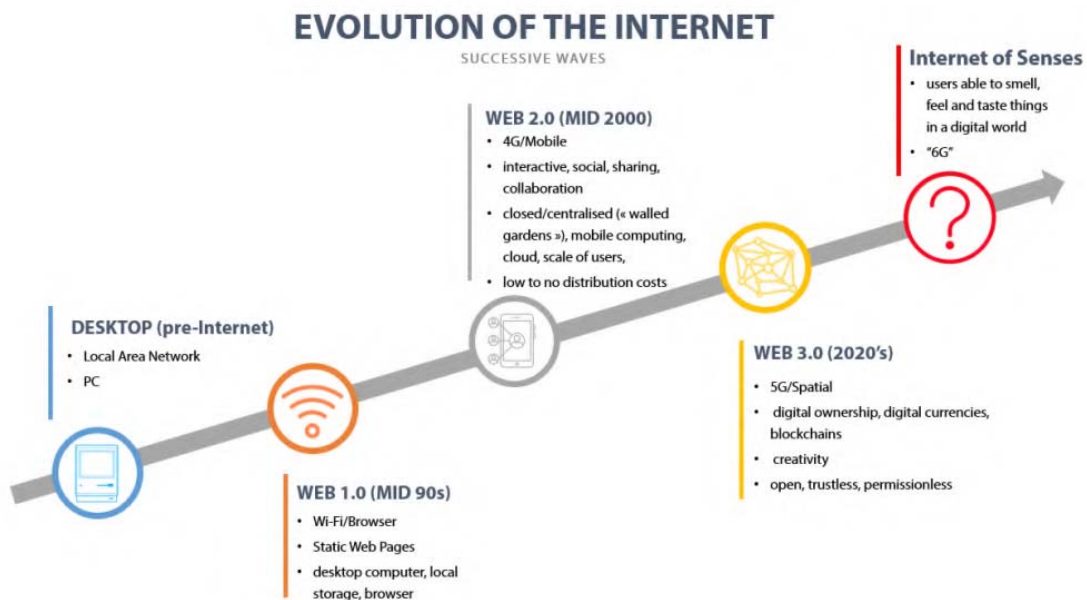 EVOLUTION OF THE INTERNET
SUCCESSIVE WAVES
DESKTOP (pre-Internet)
• Local Area Network
• PC
WEB 1.0 (MID 90s)
• Wi-Fi/Browser
• Static Web Pages
• desktop computer, local
storage, browser
WEB 2.0 (MID 2000)
• 4G/Mobile
• interactive, social, sharing,
collaboration
• closed/centralised (« walled
gardens »), mobile computing,
cloud, scale of users,
• low to no distribution costs
WEB 3.0 (2020's)
• 5G/Spatial
• digital ownership, digital currencies,
blockchains
• creativity
• open, trustless, permissionless
Internet of Senses
• users able to smell,
feel and taste things
in a digital world
• "6G"
?